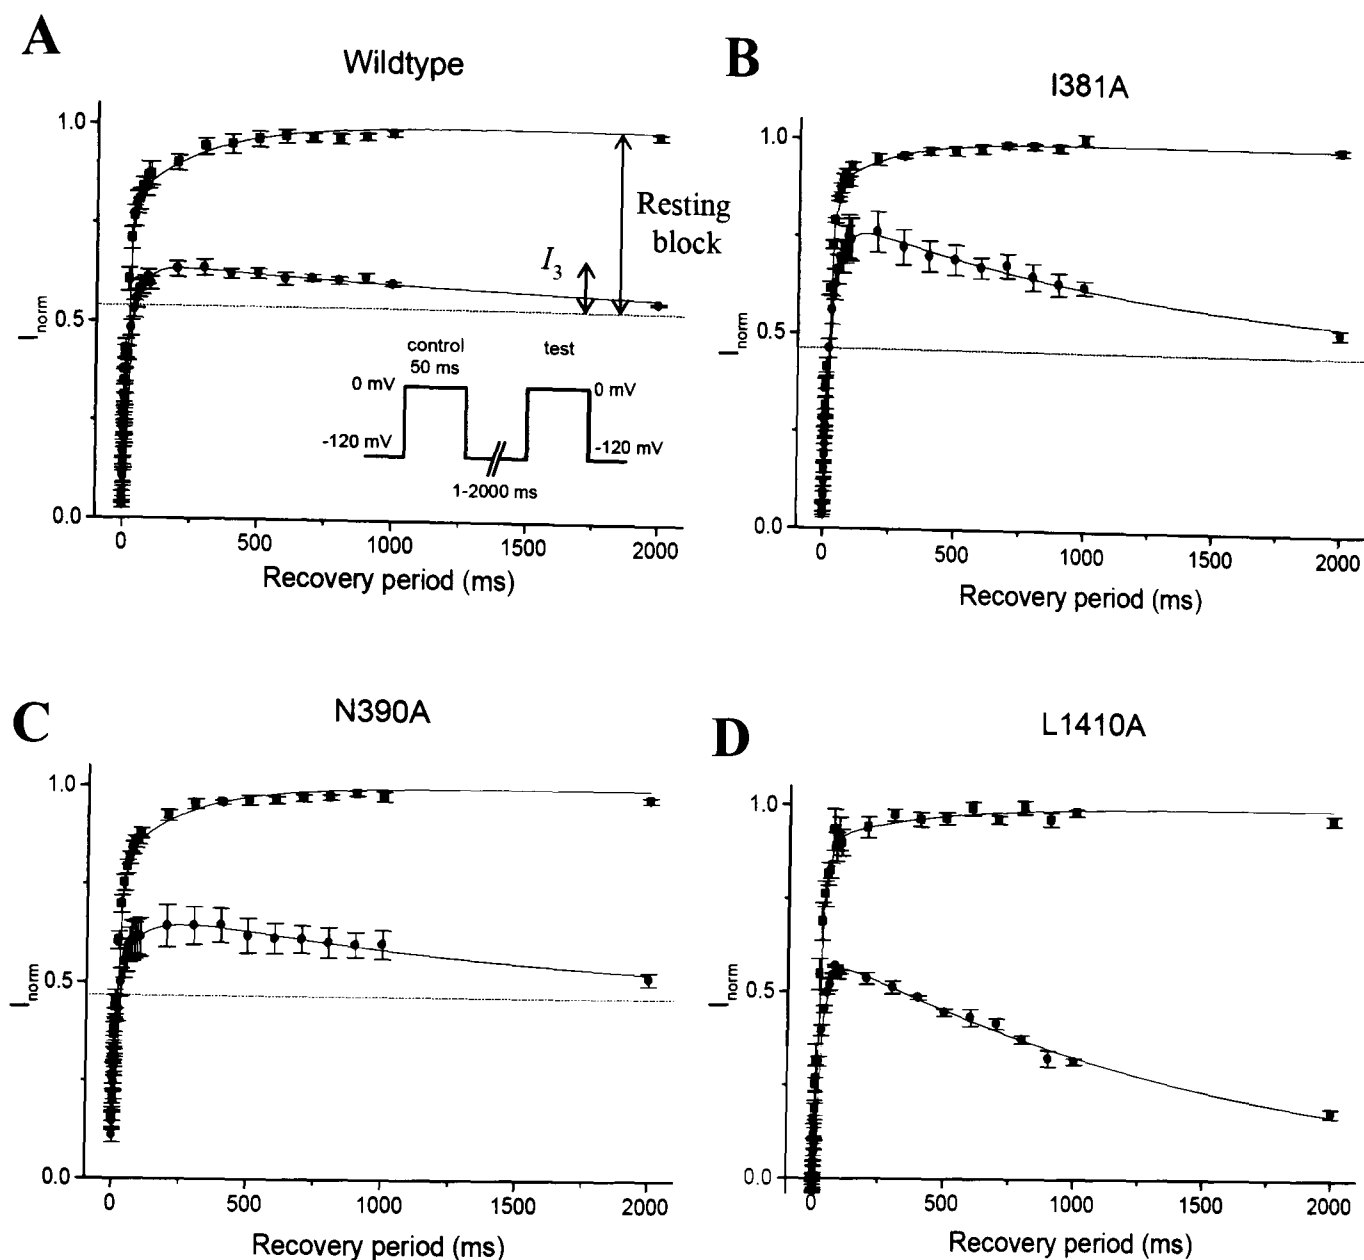 A
Wildtype
1.0
0.5
0.0
I norm
I3
Resting
block
control
50 ms
test
0 mV
0 mV
-120 mV
-120 mV
1-2000 ms
0
500
1000
1500
2000
Recovery period (ms)
B
I381A
1.0
0.5
0.0
I norm
0
500
1000
1500
2000
Recovery period (ms)
C
N390A
1.0
0.5
0.0
I norm
0
500
1000
1500
2000
Recovery period (ms)
D
L1410A
1.0
0.5
0.0
I norm
0
500
1000
1500
2000
Recovery period (ms)